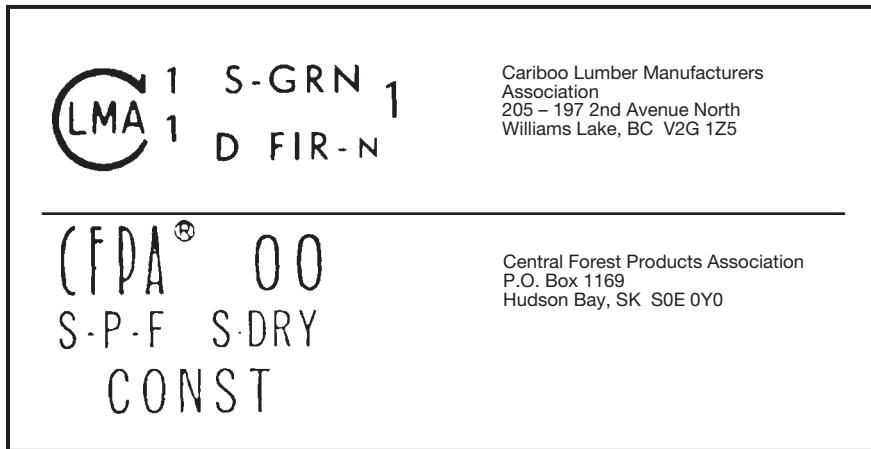 CLMA 1 S-GRN 1
1 D FIR-N
Cariboo Lumber Manufacturers
Association
205 – 197 2nd Avenue North
Williams Lake, BC  V2G 1Z5
CFPA® 00
S-P-F S-DRY
CONST
Central Forest Products Association
P.O. Box 1169
Hudson Bay, SK  S0E 0Y0